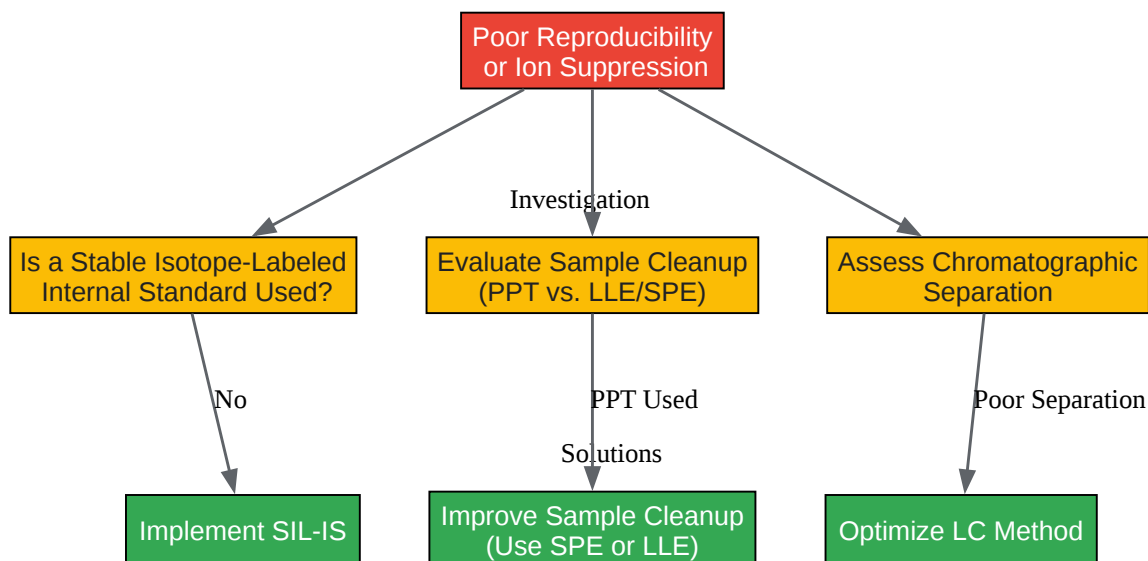 Poor Reproducibility
or Ion Suppression
Investigation
Is a Stable Isotope-Labeled
Internal Standard Used?
Evaluate Sample Cleanup
(PPT vs. LLE/SPE)
Assess Chromatographic
Separation
No
PPT Used
Poor Separation
Solutions
Implement SIL-IS
Improve Sample Cleanup
(Use SPE or LLE)
Optimize LC Method